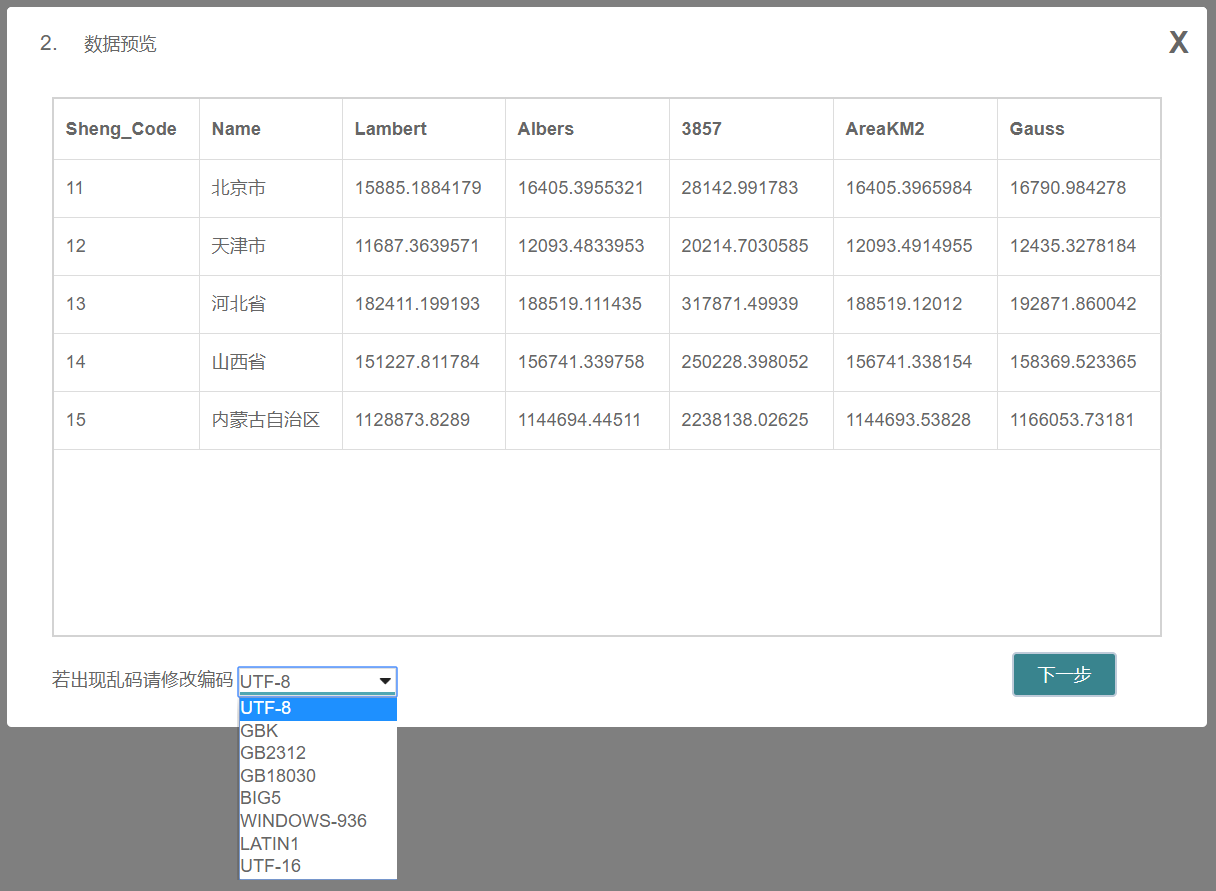 2. 数据预览 X
Sheng_Code Name Lambert Albers 3857 AreaKM2 Gauss
11 北京市 15885.1884179 16405.3955321 28142.991783 16405.3965984 16790.984278
12 天津市 11687.3639571 12093.4833953 20214.7030585 12093.4914955 12435.3278184
13 河北省 182411.199193 188519.111435 317871.49939 188519.12012 192871.860042
14 山西省 151227.811784 156741.339758 250228.398052 156741.338154 158369.523365
15 内蒙古自治区 1128873.8289 1144694.44511 2238138.02625 1144693.53828 1166053.73181
若出现乱码请修改编码 UTF-8 下一步
UTF-8
GBK
GB2312
GB18030
BIG5
WINDOWS-936
LATIN1
UTF-16